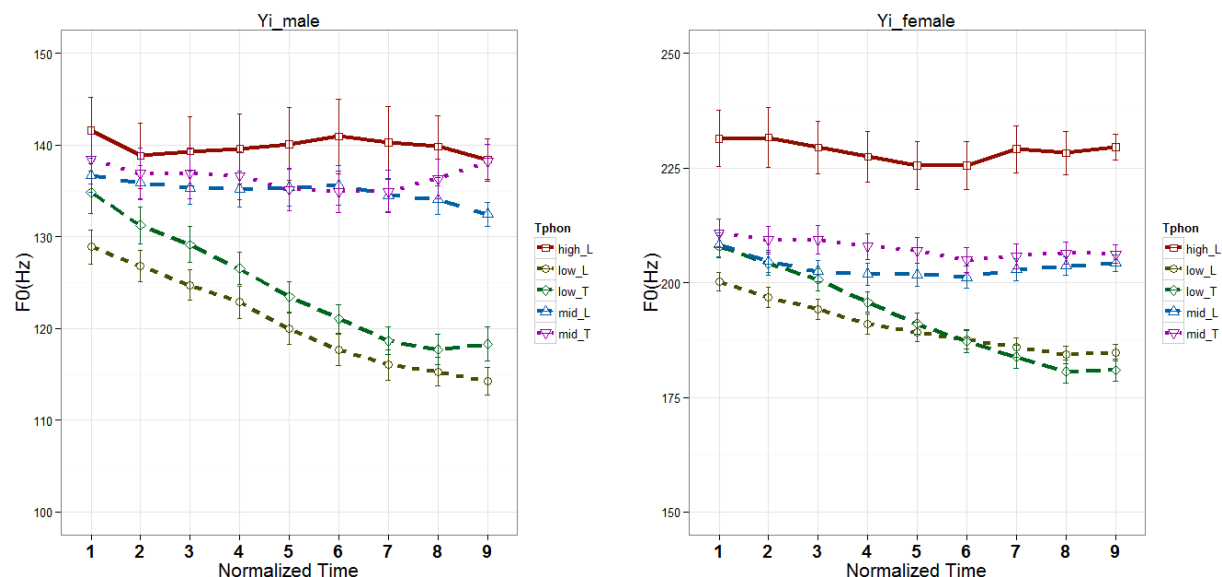 Yi_male
150
140
130
120
110
100
F0(Hz)
1 2 3 4 5 6 7 8 9
Normalized Time
Tphon
high_L
low_L
low_T
mid_L
mid_T
Yi_female
250
225
200
175
150
F0(Hz)
1 2 3 4 5 6 7 8 9
Normalized Time
Tphon
high_L
low_L
low_T
mid_L
mid_T